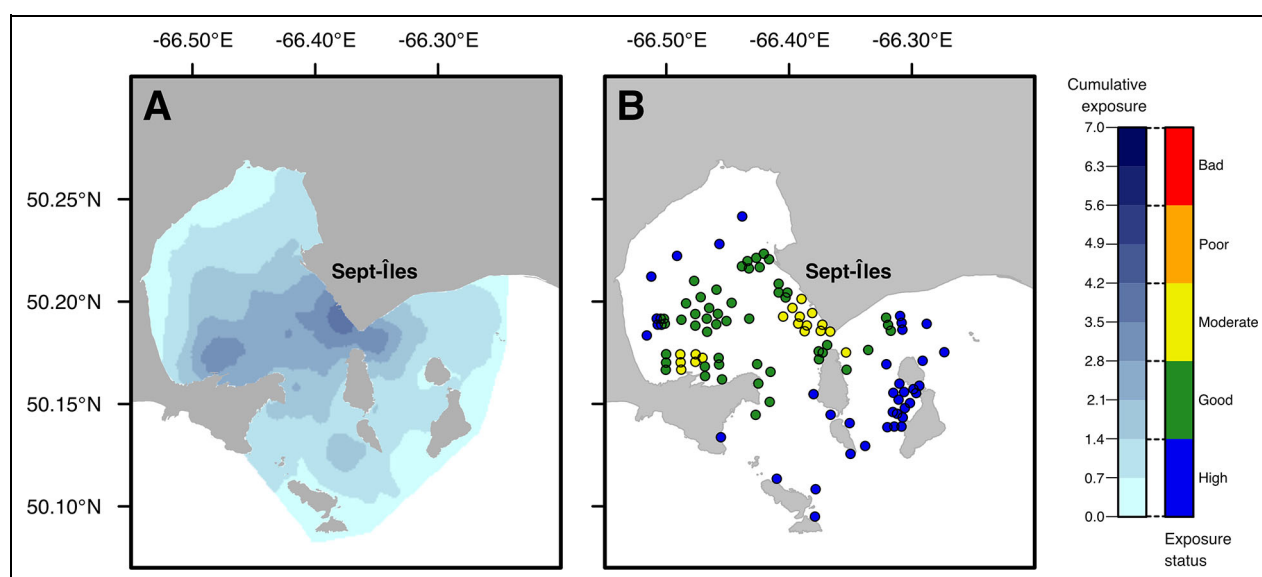 -66.50°E -66.40°E -66.30°E
-66.50°E -66.40°E -66.30°E
A
B
50.25°N
50.20°N
50.15°N
50.10°N
Sept-Îles
Sept-Îles
Cumulative
exposure
7.0
6.3
5.6
4.9
4.2
3.5
2.8
2.1
1.4
0.7
0.0
Bad
Poor
Moderate
Good
High
Exposure
status